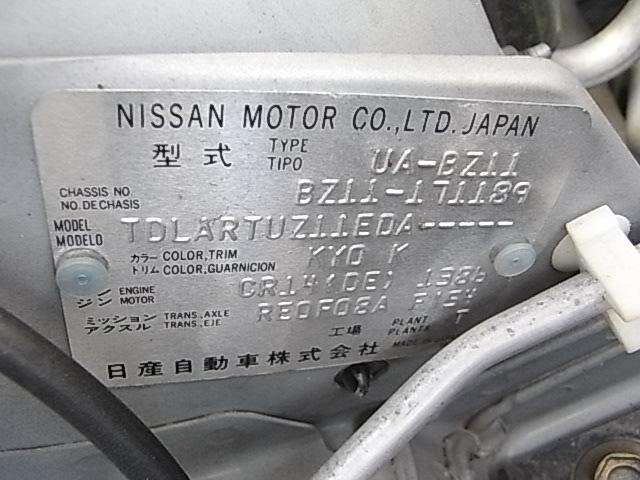 NISSAN MOTOR CO.,LTD. JAPAN
型式 TYPE TIPO UA-BZ11
CHASSIS NO. NO. DE CHASIS BZ11-171189
MODEL MODELO TDLARTUZ11EDA-----
カラー COLOR, TRIM トリム COLOR, GUARNICION KY0 K
ENGINE MOTOR CR14(DE) 1386
ミッション アクスル TRANS., AXLE TRANS., EJE RE0F08A
工場 PLANT PLANTA T
日産自動車株式会社 MADE IN